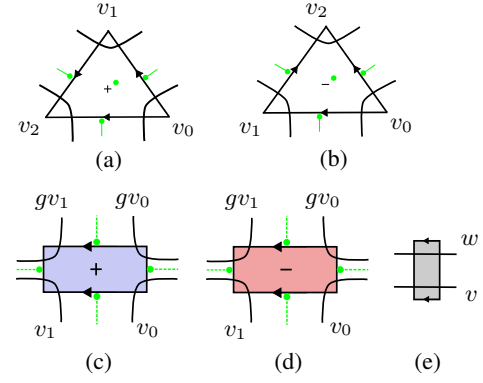 v₁ v₂
+ −
v₂ v₀ v₁ v₀
(a) (b)
gv₁ gv₀ gv₁ gv₀
+ − w
v
v₁ v₀ v₁ v₀
(c) (d) (e)